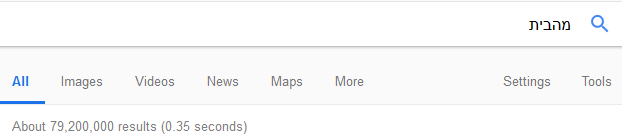 מהבית
All Images Videos News Maps More Settings Tools
About 79,200,000 results (0.35 seconds)